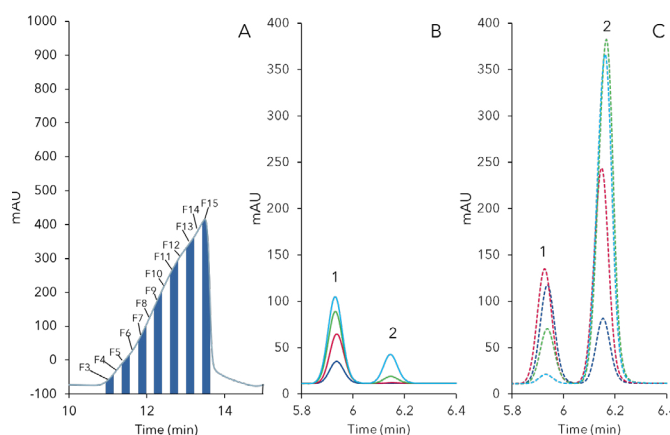 A
1000
900
800
700
600
500
400
300
200
100
0
-100
mAU
F3
F4
F5
F6
F7
F8
F9
F10
F11
F12
F13
F14
F15
10
12
14
Time (min)
B
400
350
300
250
200
150
100
50
0
mAU
1
2
5.8
6
6.2
6.4
Time (min)
C
400
350
300
250
200
150
100
50
0
mAU
1
2
5.8
6
6.2
6.4
Time (min)